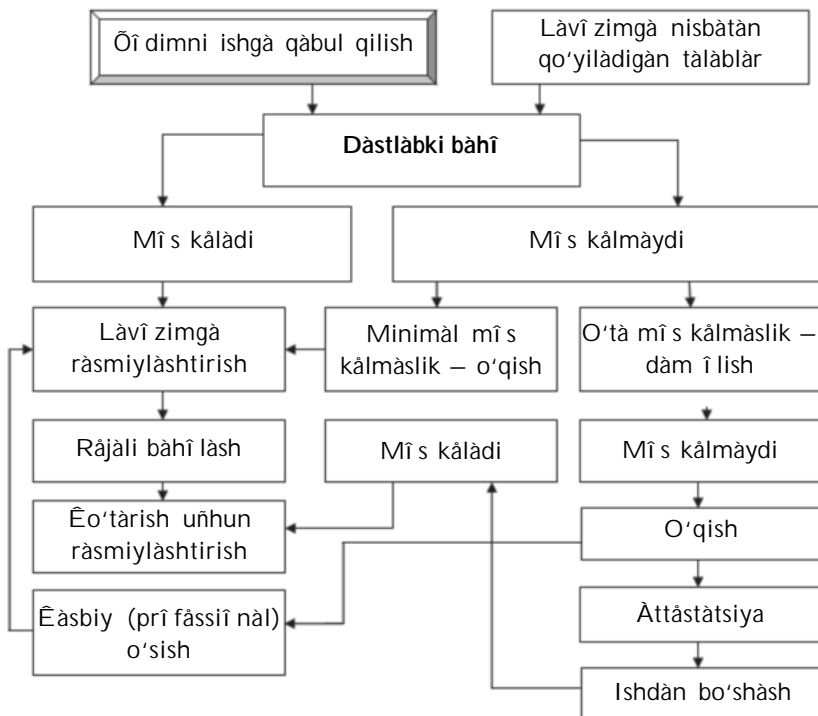 Õî dimni ishgà qàbul qilish
Làvî zimgà nisbàtàn
qo‘yilàdigàn tàlàblàr
Dàstlàbki bàhî
Mî s kålàdi
Mî s kålmàydi
Làvî zimgà
ràsmiylàshtirish
Minimàl mî s
kålmàslik – o‘qish
O‘tà mî s kålmàslik –
dàm î lish
Råjàli bàhî làsh
Mî s kålàdi
Mî s kålmàydi
Êo‘tàrish uñhun
ràsmiylàshtirish
O‘qish
Êàsbiy (prî fåssiî nàl)
o‘sish
Àttåstàtsiya
Ishdàn bo‘shàsh